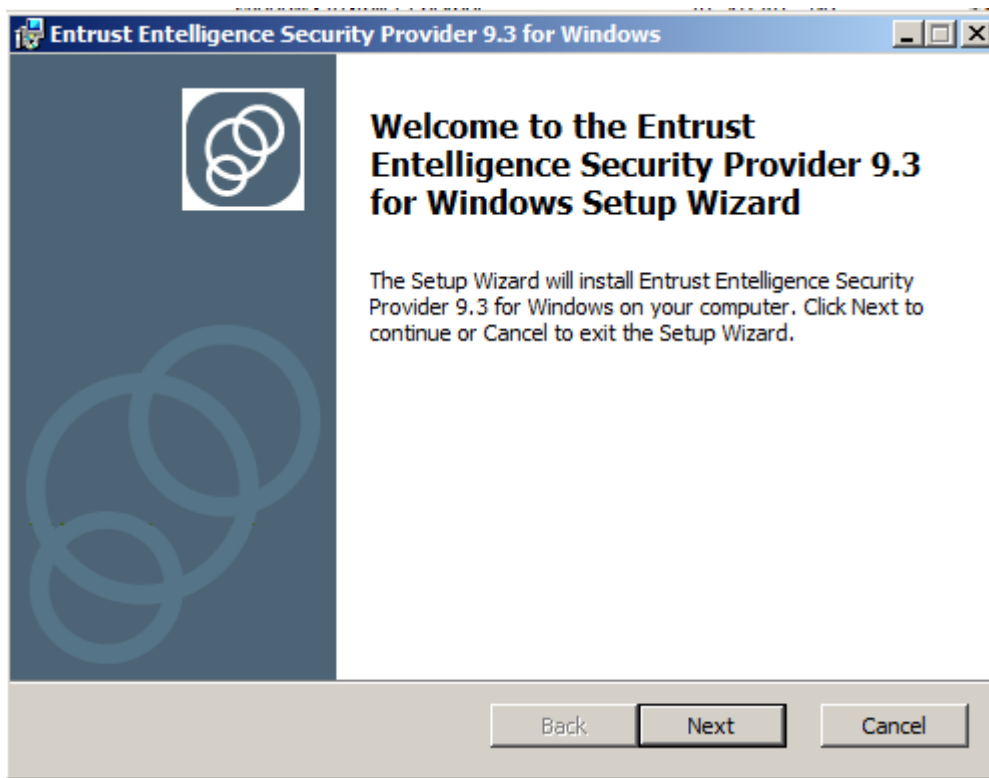 Entrust Entelligence Security Provider 9.3 for Windows
Welcome to the Entrust
Entelligence Security Provider 9.3
for Windows Setup Wizard
The Setup Wizard will install Entrust Entelligence Security
Provider 9.3 for Windows on your computer. Click Next to
continue or Cancel to exit the Setup Wizard.
Back
Next
Cancel